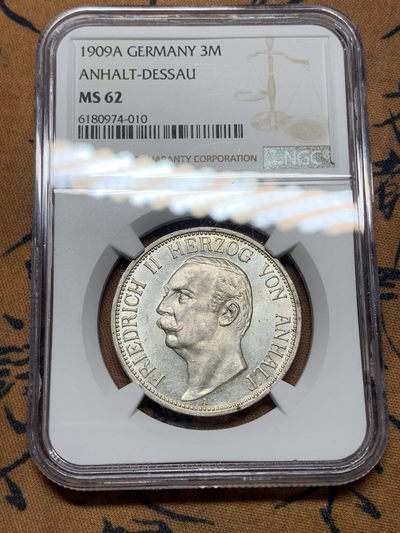 1909A GERMANY 3M
ANHALT-DESSAU
MS 62
6180974-010
GUARANTY CORPORATION
NGC
FRIEDRICH II HERZOG VON ANHALT
A